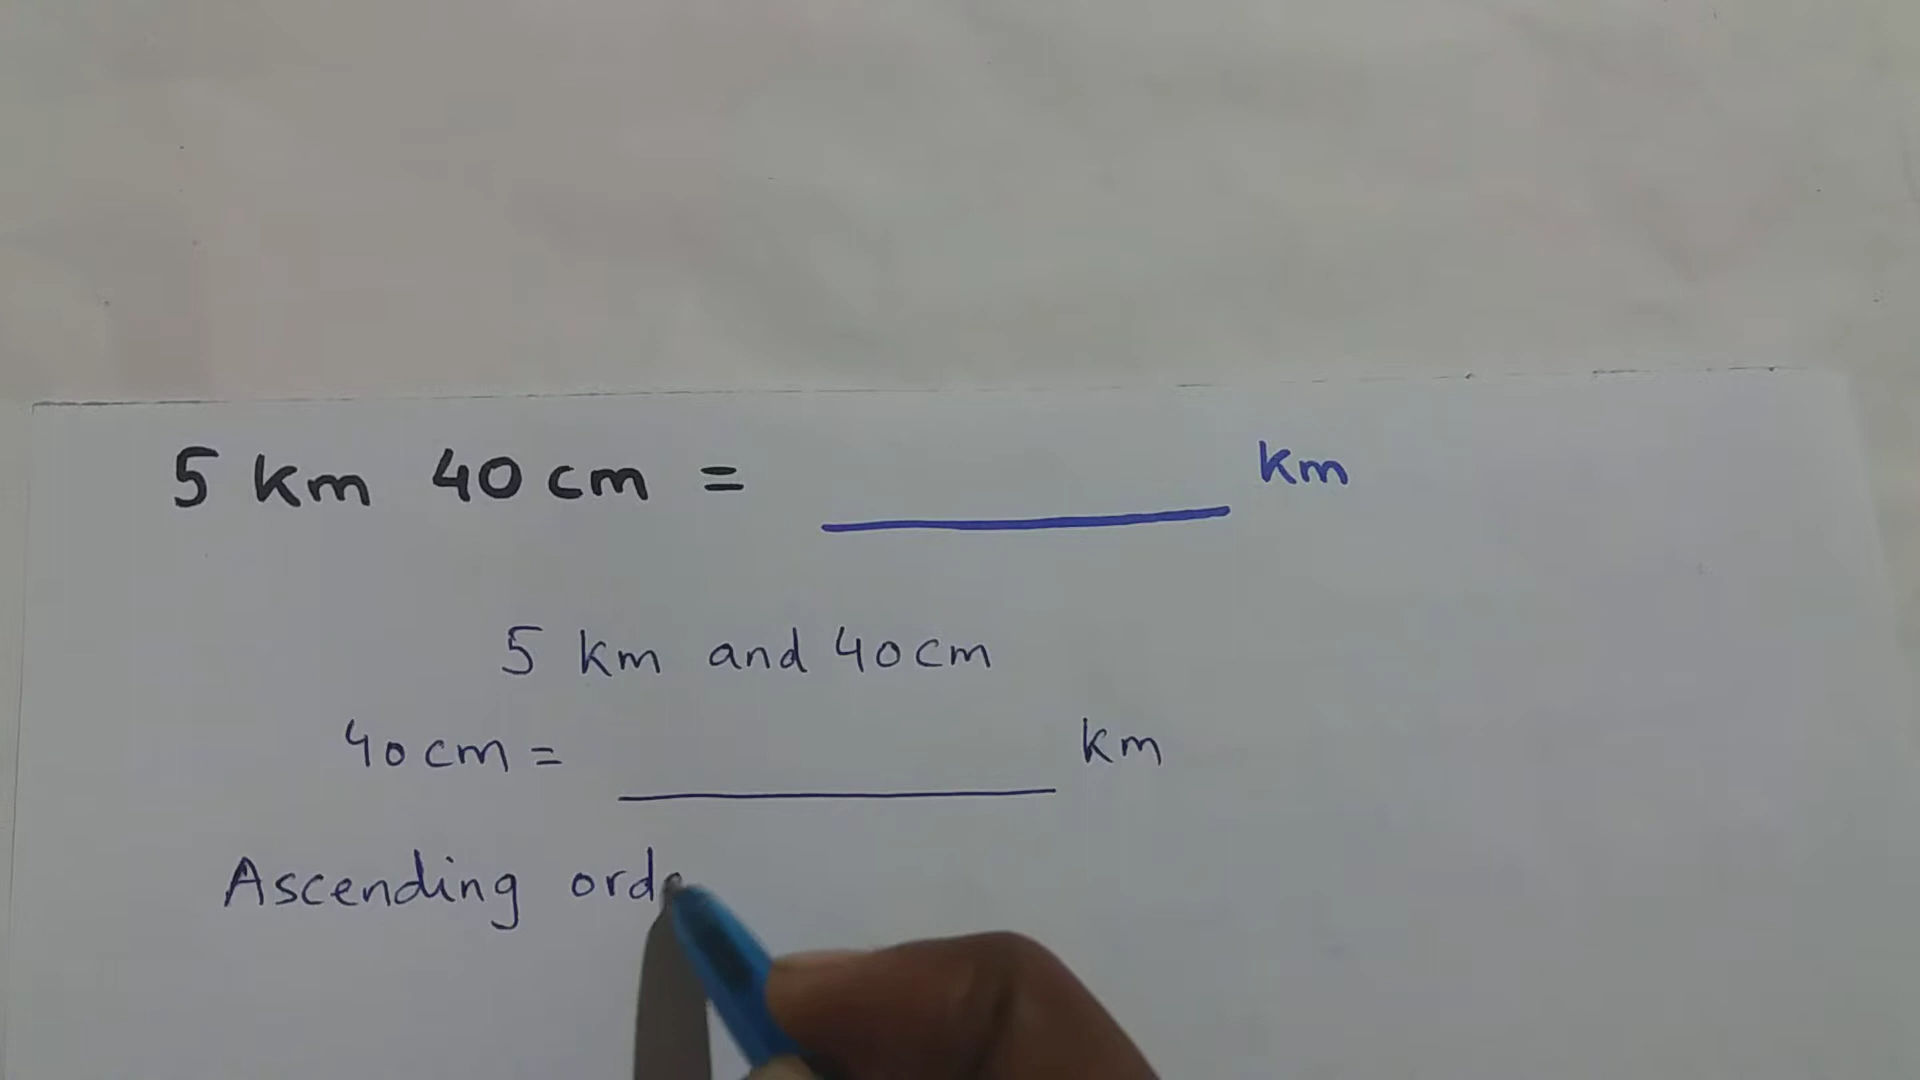 5 km 40 cm = km
5 km and 40 cm
40 cm = km
Ascending ord